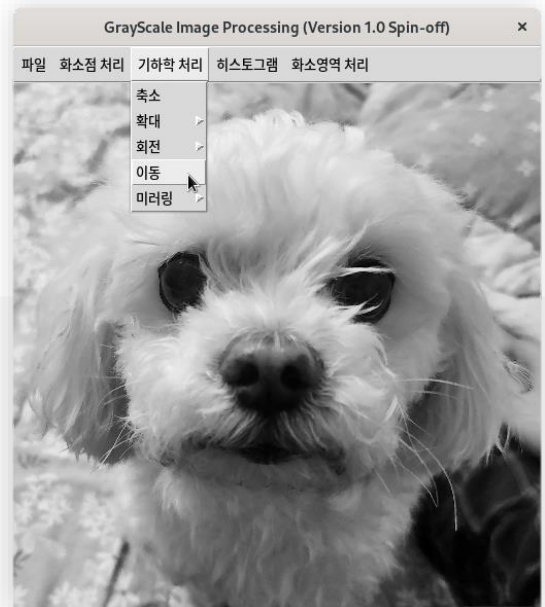 GrayScale Image Processing (Version 1.0 Spin-off) ×
파일 화소점 처리 기하학 처리 히스토그램 화소영역 처리
축소
확대
회전
이동
미러링